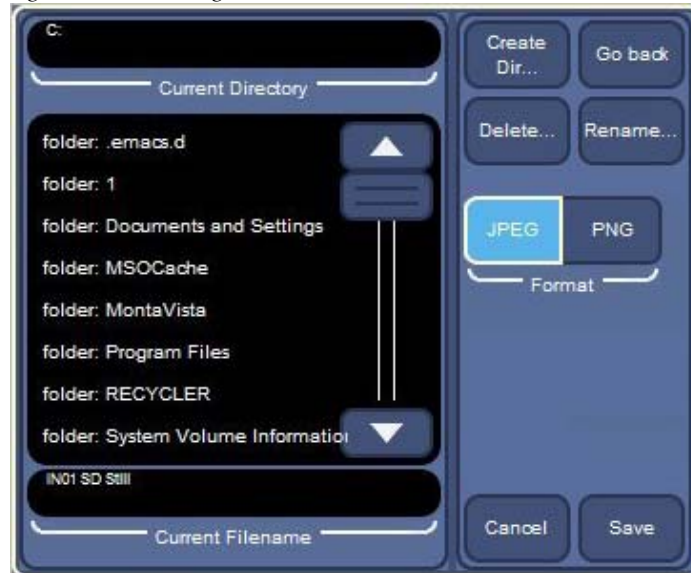 C:
Current Directory
folder: .emacs.d
folder: 1
folder: Documents and Settings
folder: MSOCache
folder: MontaVista
folder: Program Files
folder: RECYCLER
folder: System Volume Informatio
IN01 SD Still
Current Filename
Create
Dir...
Go back
Delete...
Rename...
JPEG
PNG
Format
Cancel
Save